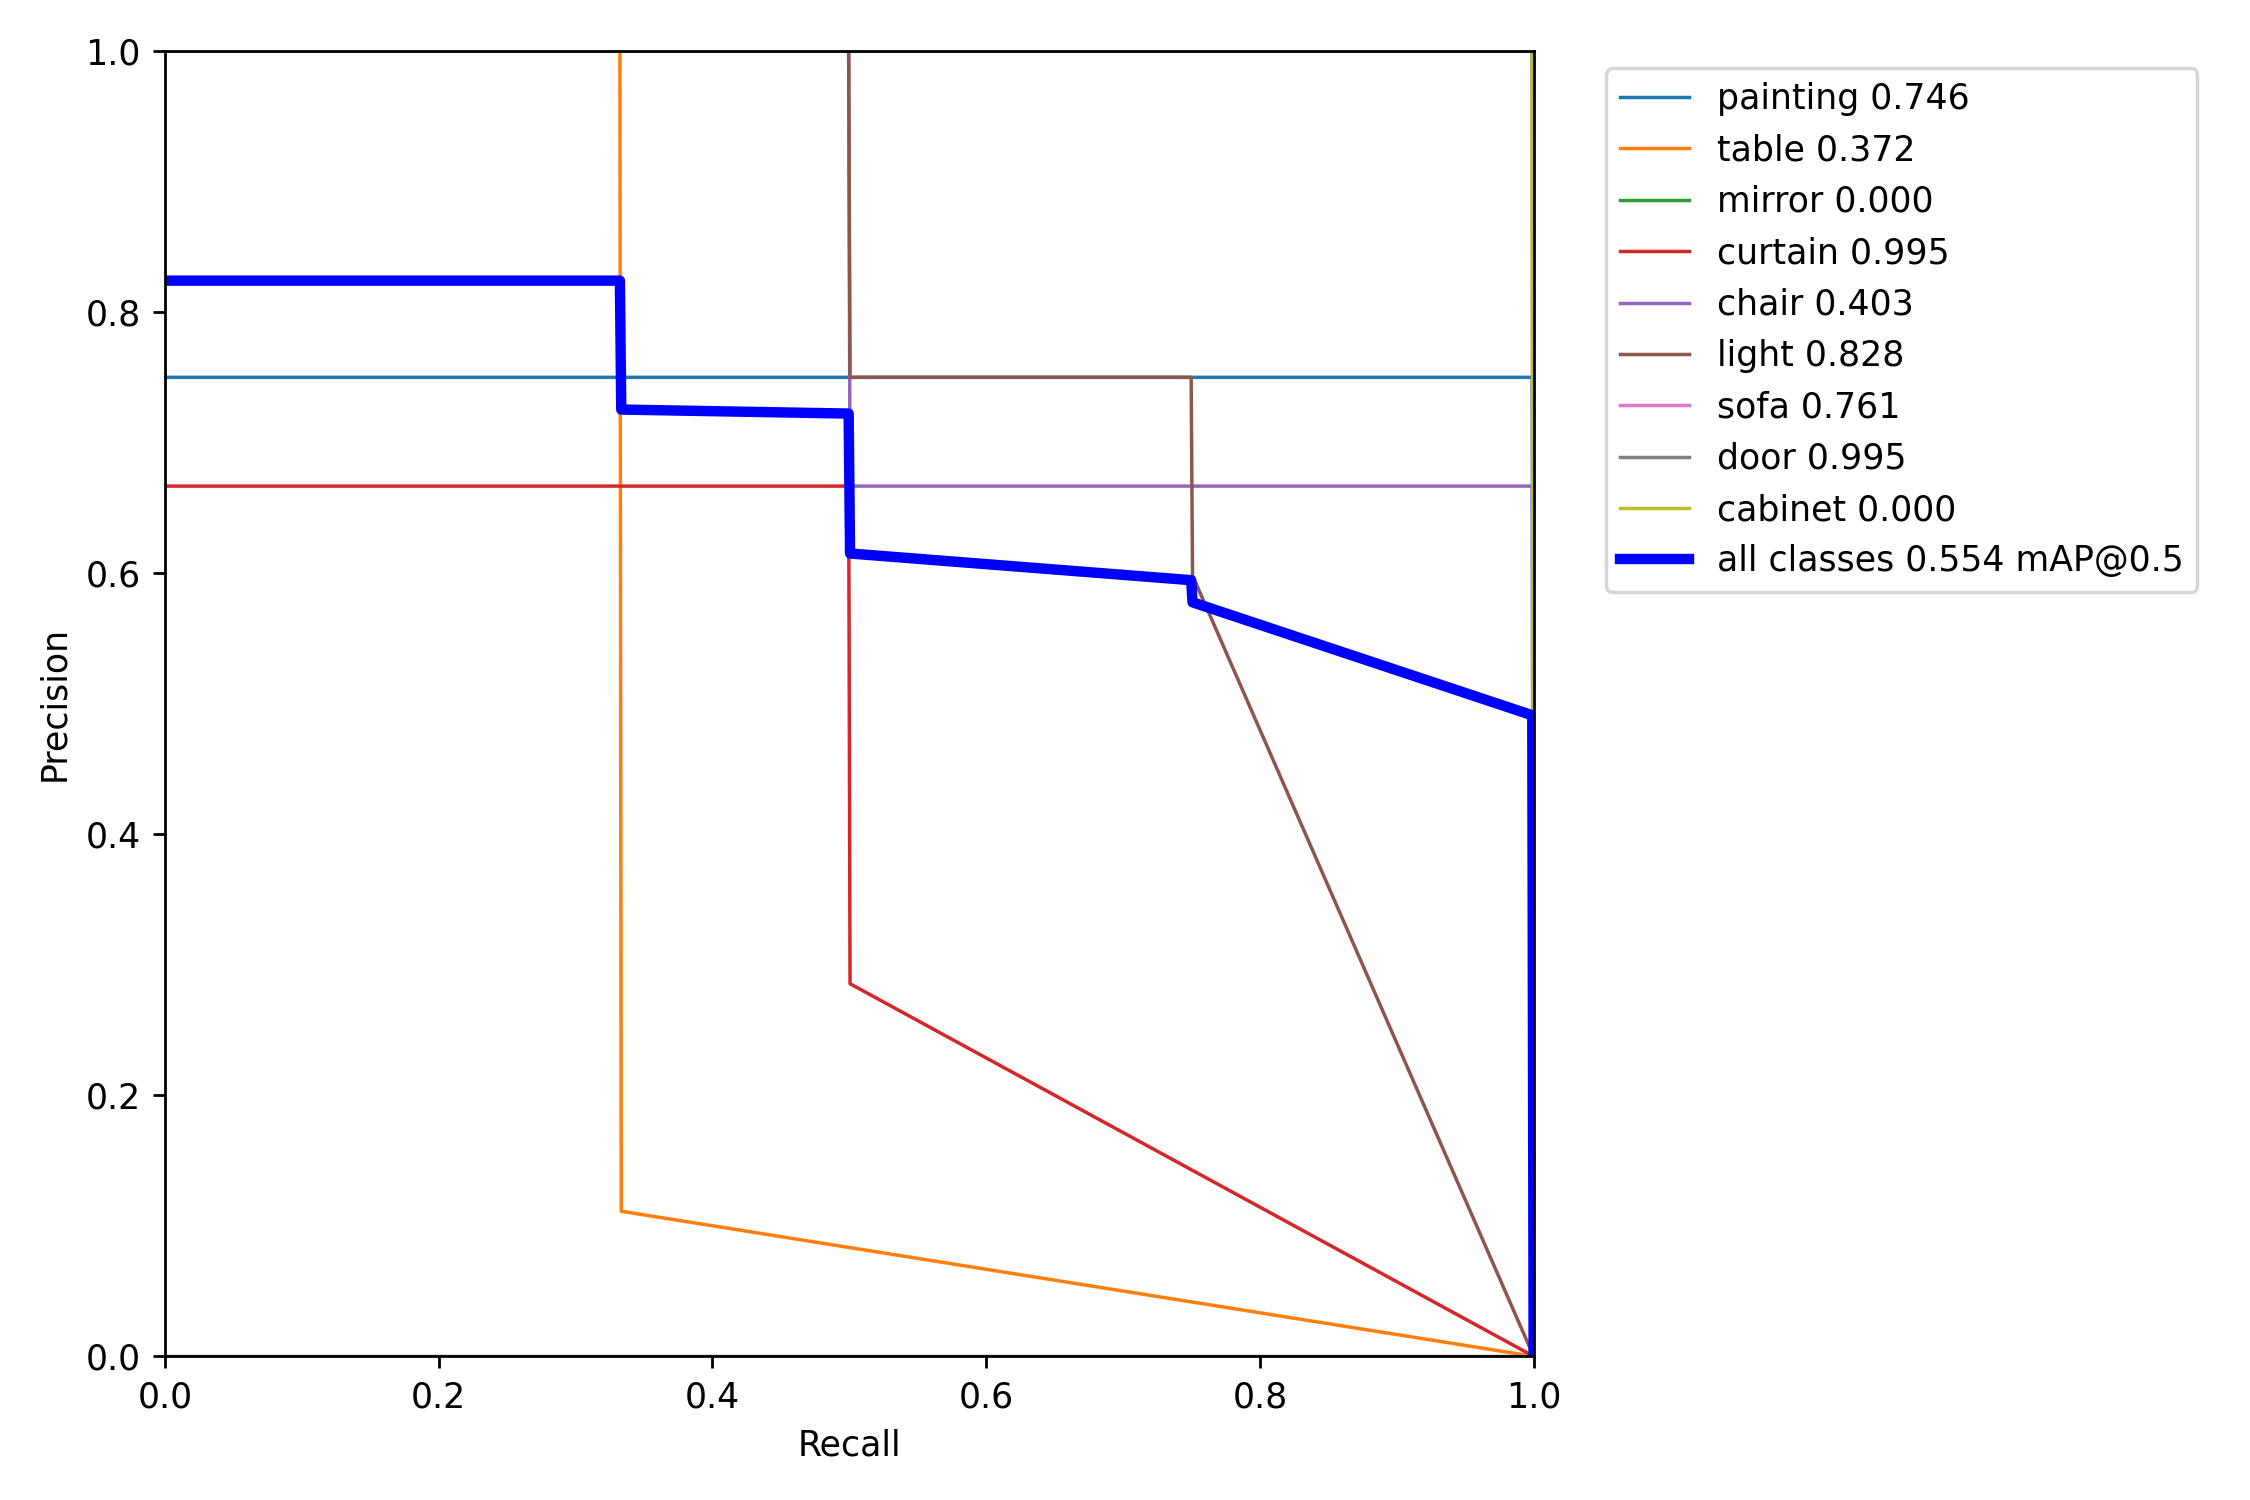 1.0
0.8
0.6
0.4
0.2
0.0
Precision
0.0 0.2 0.4 0.6 0.8 1.0
Recall
painting 0.746
table 0.372
mirror 0.000
curtain 0.995
chair 0.403
light 0.828
sofa 0.761
door 0.995
cabinet 0.000
all classes 0.554 mAP@0.5